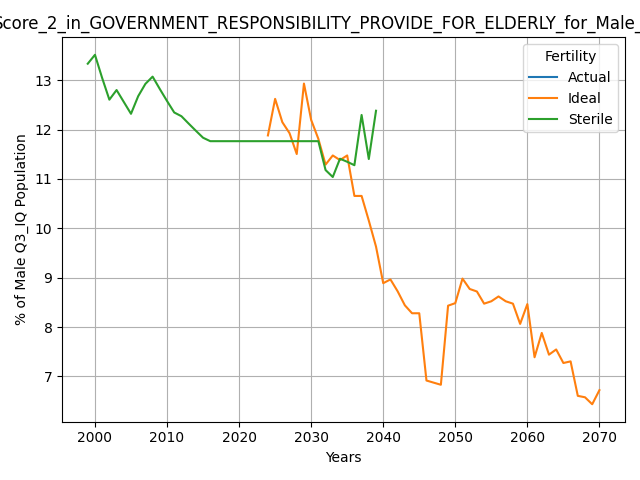 Score_2_in_GOVERNMENT_RESPONSIBILITY_PROVIDE_FOR_ELDERLY_for_Male_
Fertility
Actual
Ideal
Sterile
% of Male Q3_IQ Population
13
12
11
10
9
8
7
2000 2010 2020 2030 2040 2050 2060 2070
Years